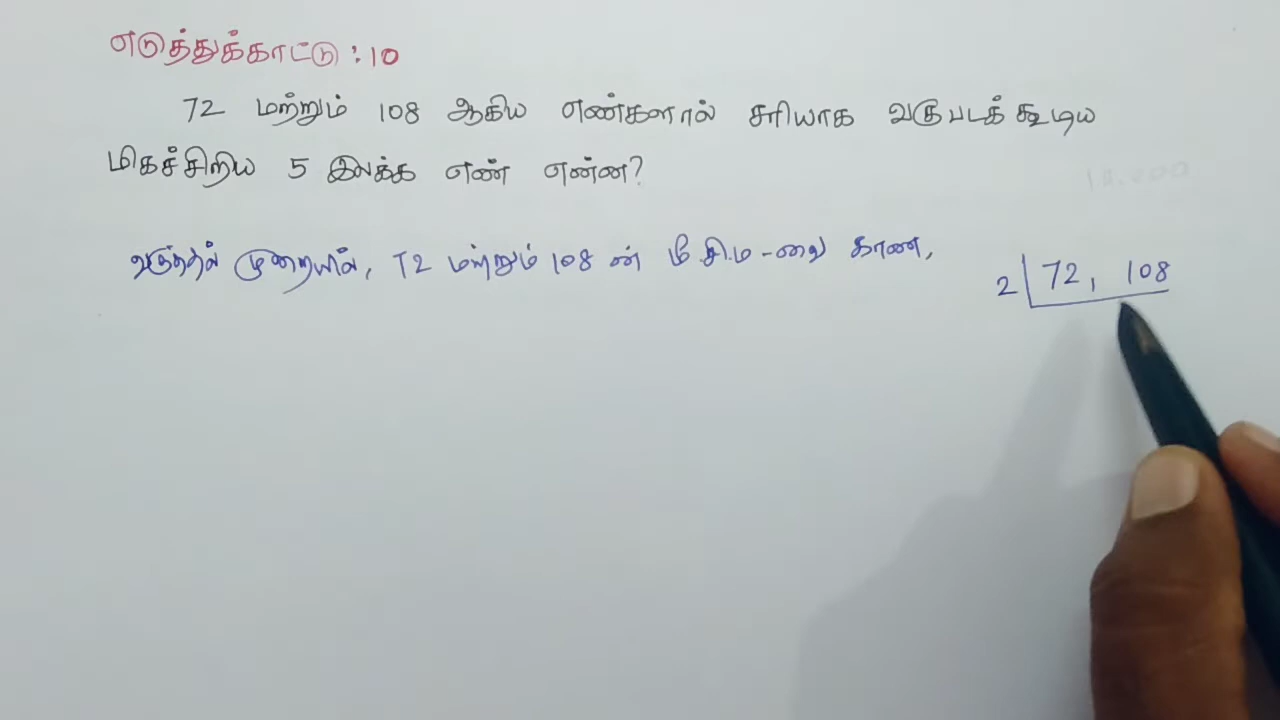 எடுத்துக்காட்டு : 10
72 மற்றும் 108 ஆகிய எண்களால் சரியாக வகுபடக்கூடிய
மிகச்சிறிய 5 இலக்க எண் என்ன?
வகுத்தல் முறையில், 72 மற்றும் 108 ன் மீ.சி.ம -வை காண,
2 72, 108